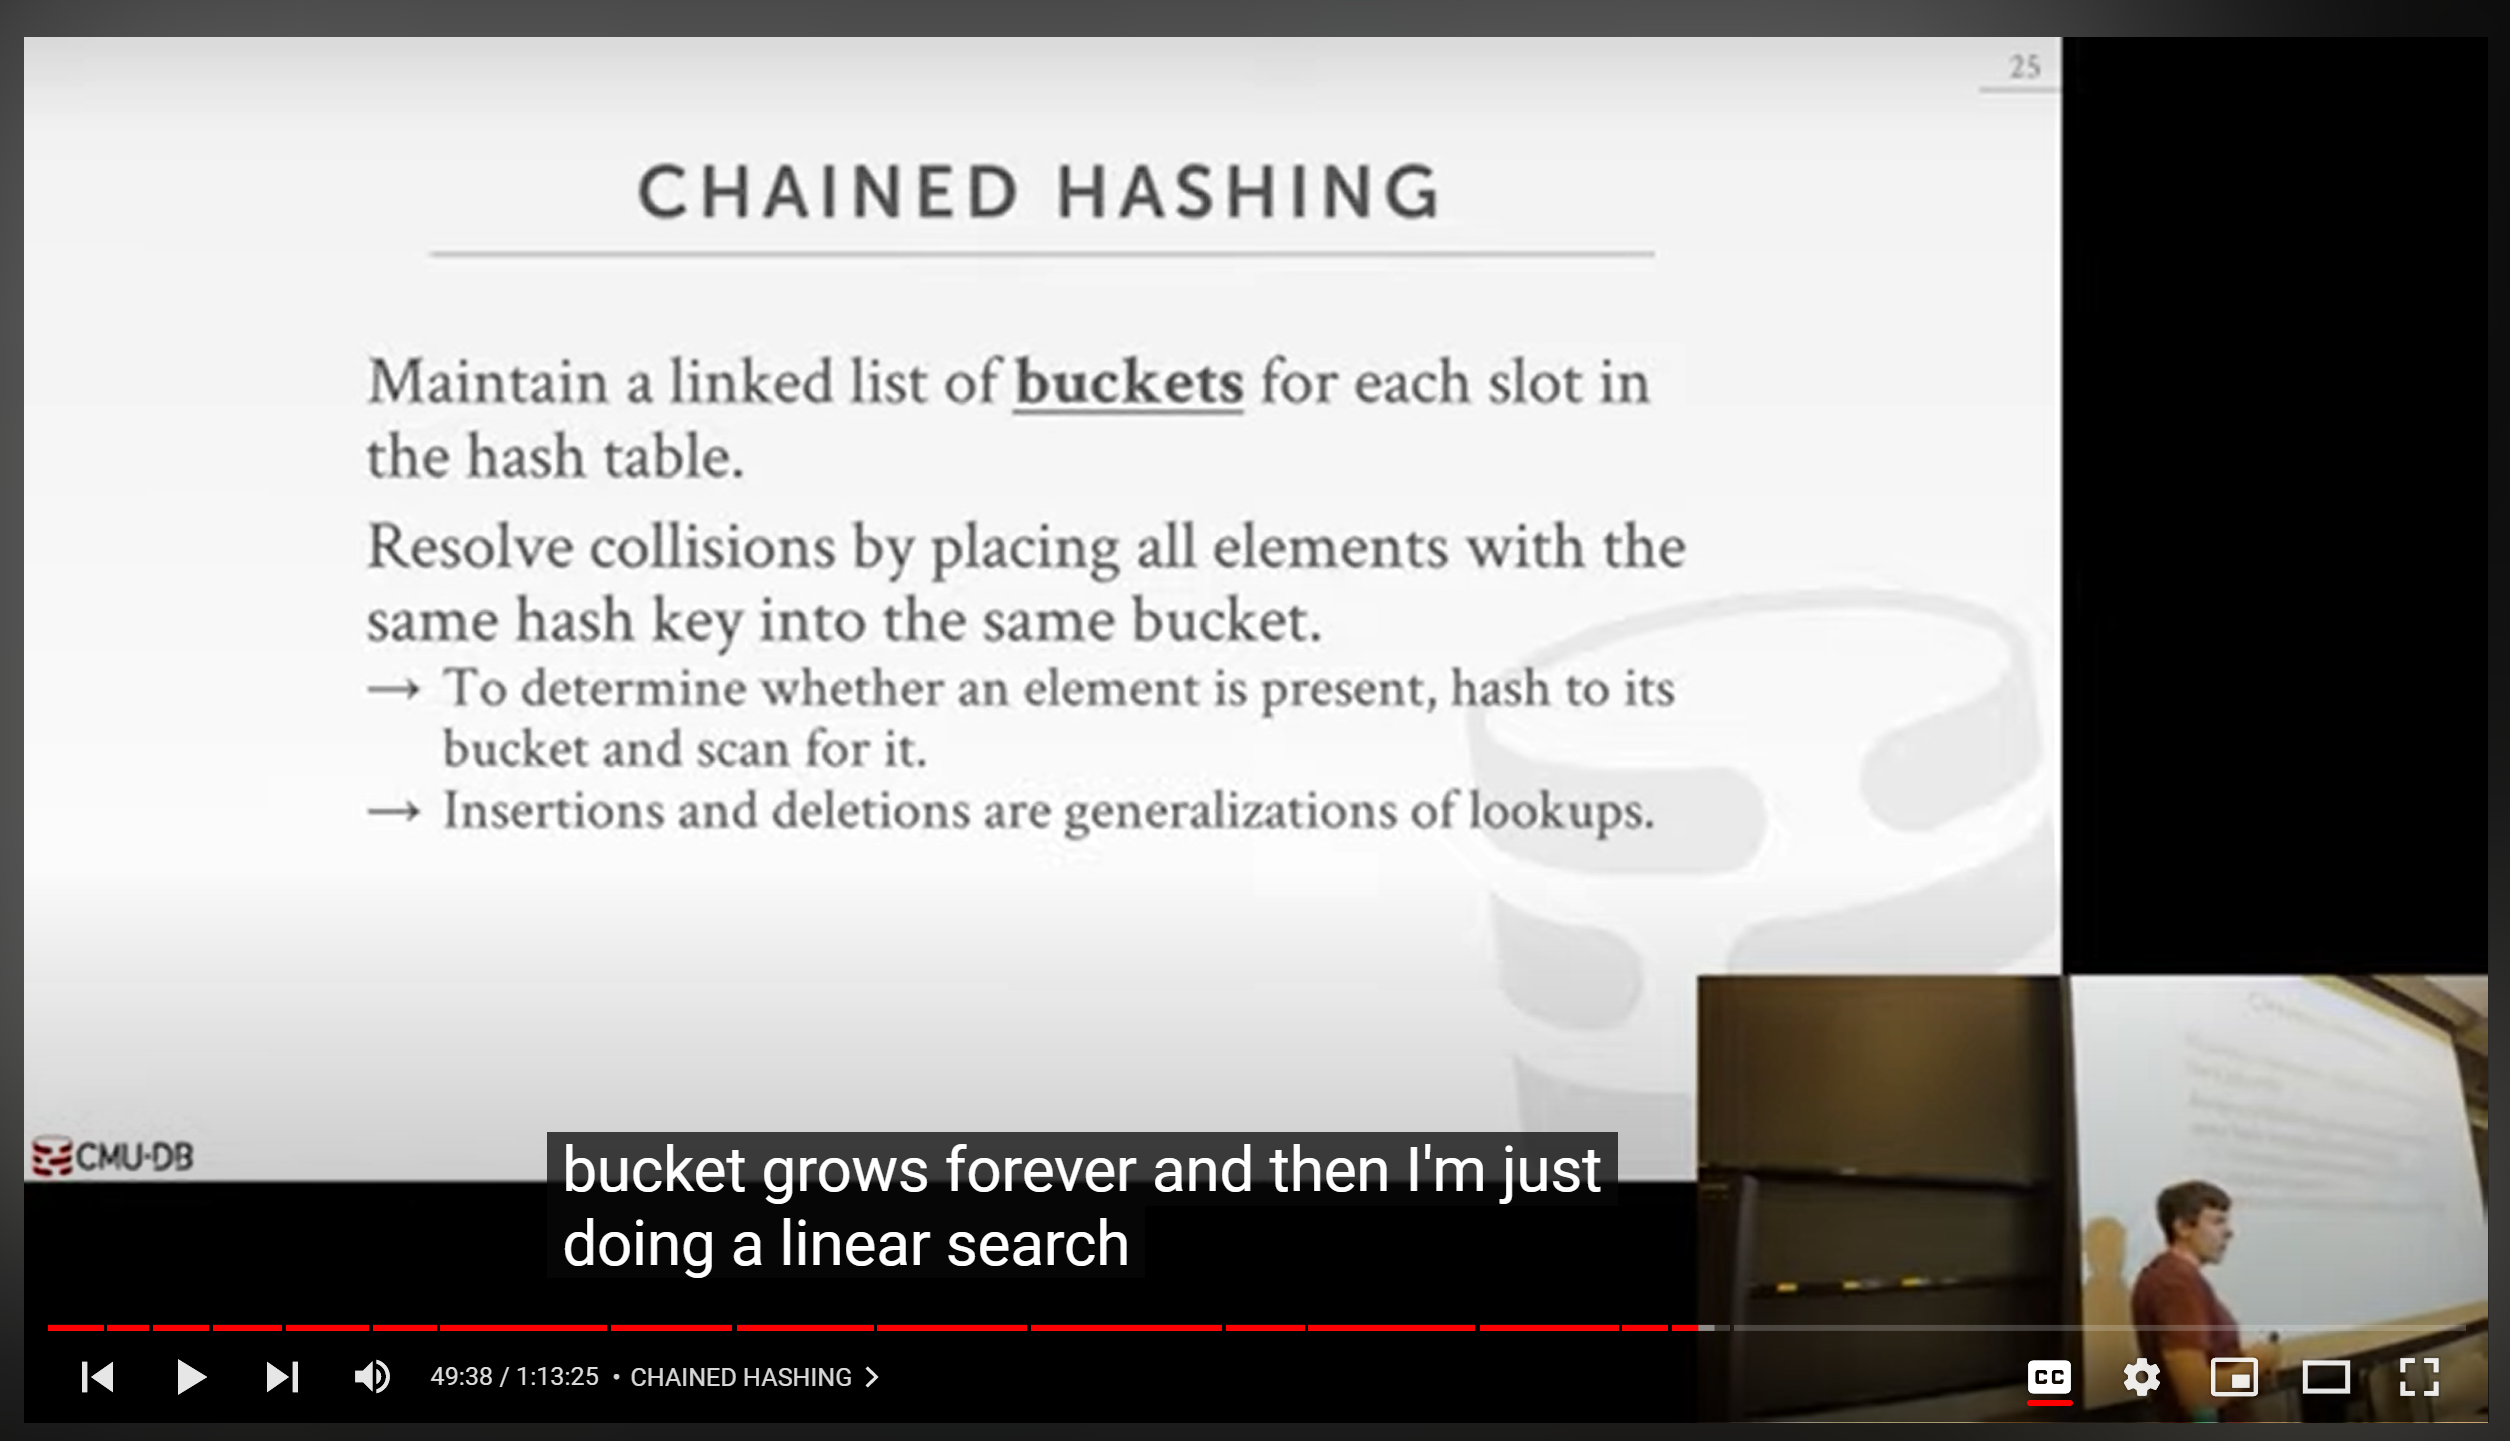 25
CHAINED HASHING
Maintain a linked list of buckets for each slot in
the hash table.
Resolve collisions by placing all elements with the
same hash key into the same bucket.
→ To determine whether an element is present, hash to its
bucket and scan for it.
→ Insertions and deletions are generalizations of lookups.
CMU·DB
bucket grows forever and then I'm just
doing a linear search
49:38 / 1:13:25 • CHAINED HASHING >
CC